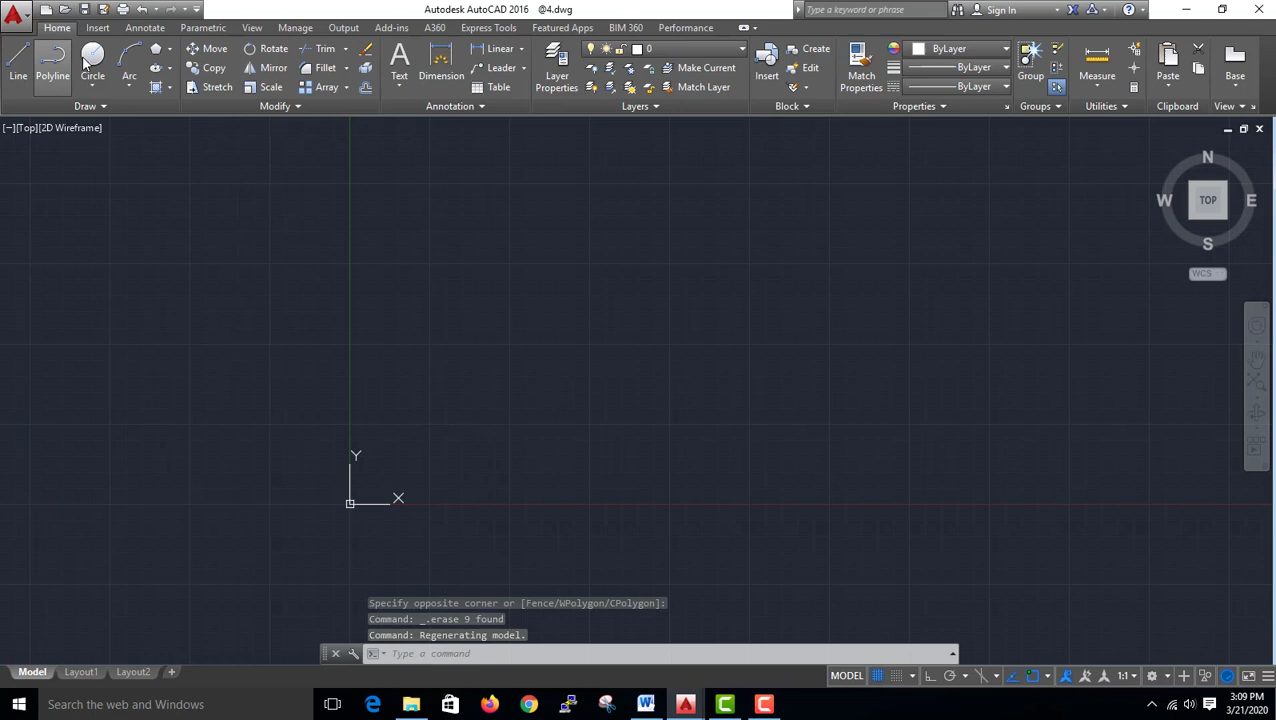 Autodesk AutoCAD 2016 @4.dwg
Type a keyword or phrase
Sign In
Home Insert Annotate Parametric View Manage Output Add-ins A360 Express Tools Featured Apps BIM 360 Performance
Line Polyline Circle Arc
Move Rotate Trim
Copy Mirror Fillet
Stretch Scale Array
Text Dimension
Linear
Leader
Table
Layer Properties
0
Make Current
Match Layer
Insert
Create
Edit
Match Properties
ByLayer
ByLayer
ByLayer
Group
Measure
Paste
Base
Draw Modify Annotation Layers Block Properties Groups Utilities Clipboard View
[−][Top][2D Wireframe]
N
W TOP E
S
WCS
Y
X
Specify opposite corner or [Fence/WPolygon/CPolygon]:
Command: _.erase 9 found
Command: Regenerating model.
Type a command
Model Layout1 Layout2 +
MODEL
1:1
Search the web and Windows
3:09 PM
3/21/2020